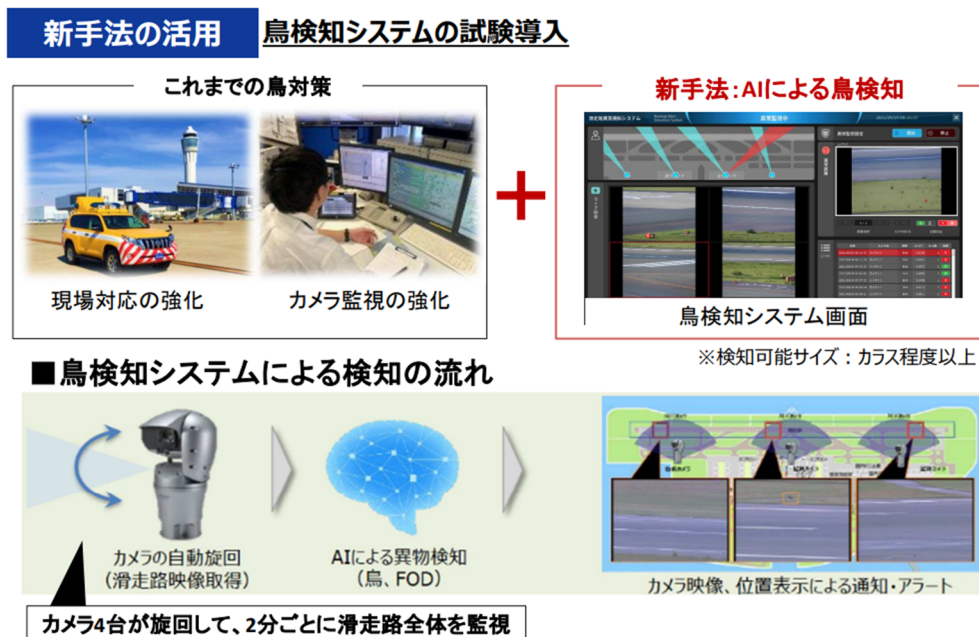 新手法の活用
鳥検知システムの試験導入
これまでの鳥対策
現場対応の強化
カメラ監視の強化
新手法:AIによる鳥検知
異常監視中
鳥検知システム画面
※検知可能サイズ:カラス程度以上
■鳥検知システムによる検知の流れ
カメラの自動旋回
(滑走路映像取得)
AIによる異物検知
(鳥、FOD)
カメラ映像、位置表示による通知・アラート
カメラ4台が旋回して、2分ごとに滑走路全体を監視